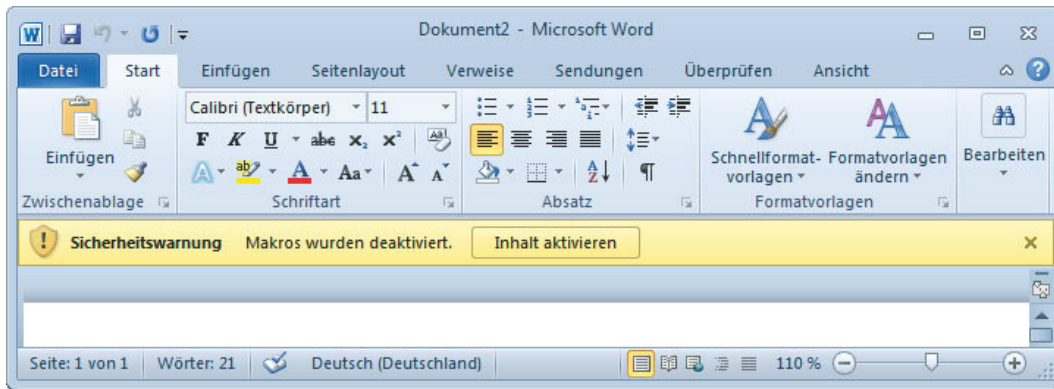 Dokument2 - Microsoft Word
Datei Start Einfügen Seitenlayout Verweise Sendungen Überprüfen Ansicht
Calibri (Textkörper) 11
F K U abc x₂ x²
Einfügen
A ab A Aa A A
Schnellformat-
vorlagen
Formatvorlagen
ändern
Bearbeiten
Zwischenablage Schriftart Absatz Formatvorlagen
Sicherheitswarnung Makros wurden deaktiviert. Inhalt aktivieren
Seite: 1 von 1 Wörter: 21 Deutsch (Deutschland) 110 %